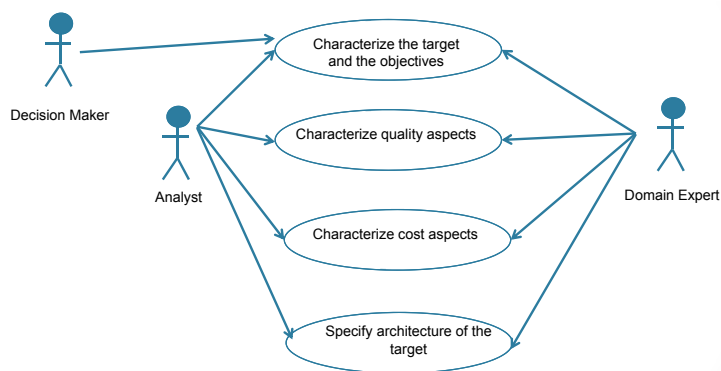 Characterize the target
and the objectives
Decision Maker
Characterize quality aspects
Analyst
Domain Expert
Characterize cost aspects
Specify architecture of the
target